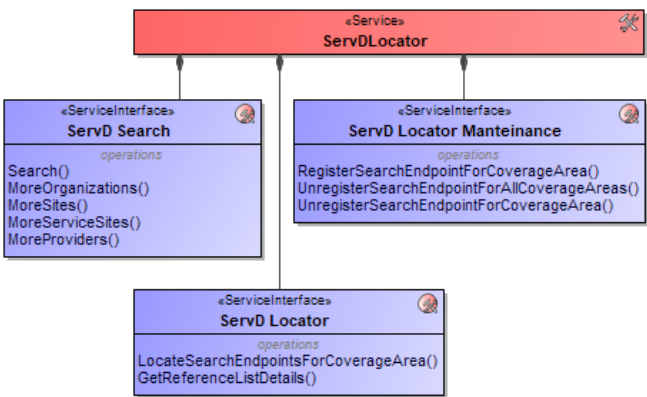 «Service»
ServDLocator
«ServiceInterface»
ServD Search
operations
Search()
MoreOrganizations()
MoreSites()
MoreServiceSites()
MoreProviders()
«ServiceInterface»
ServD Locator Manteinance
operations
RegisterSearchEndpointForCoverageArea()
UnregisterSearchEndpointForAllCoverageAreas()
UnregisterSearchEndpointForCoverageArea()
«ServiceInterface»
ServD Locator
operations
LocateSearchEndpointsForCoverageArea()
GetReferenceListDetails()